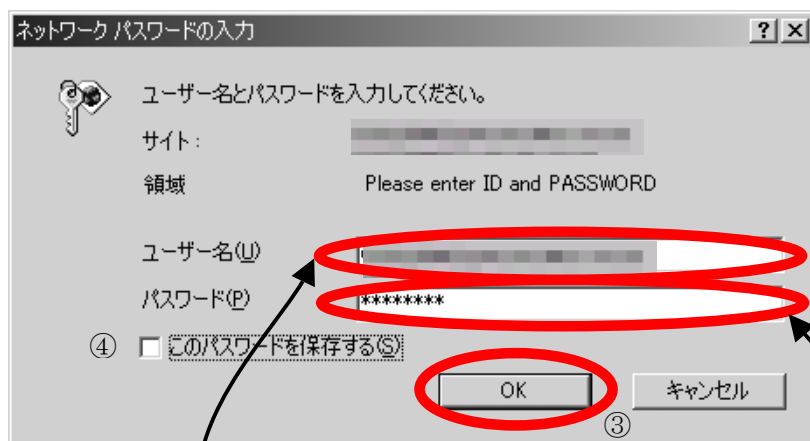 ネットワーク パスワードの入力
ユーザー名とパスワードを入力してください。
サイト :
領域 Please enter ID and PASSWORD
ユーザー名(U)
パスワード(P) ********
④ このパスワードを保存する(S)
OK キャンセル
③